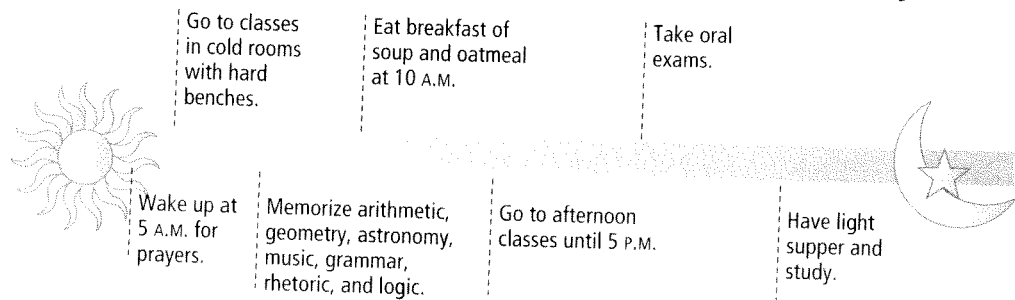 Go to classes
in cold rooms
with hard
benches.
Eat breakfast of
soup and oatmeal
at 10 A.M.
Take oral
exams.
Wake up at
5 A.M. for
prayers.
Memorize arithmetic,
geometry, astronomy,
music, grammar,
rhetoric, and logic.
Go to afternoon
classes until 5 P.M.
Have light
supper and
study.